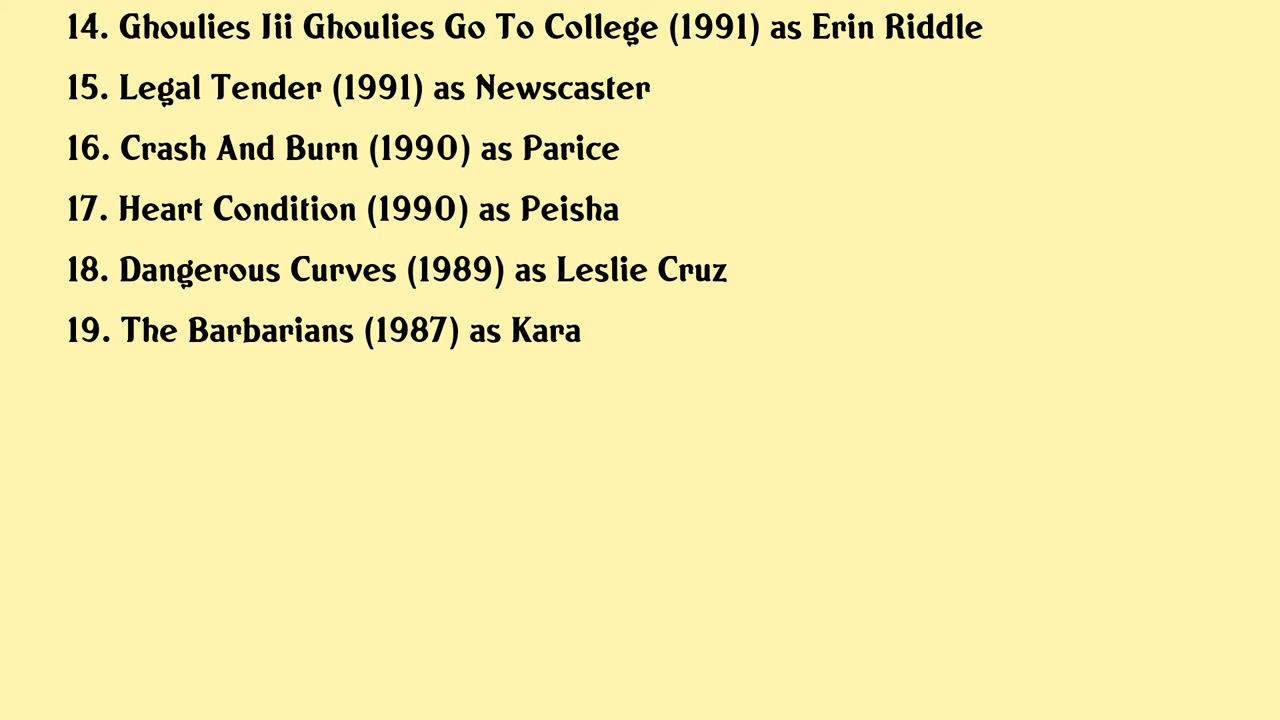 14. Ghoulies Iii Ghoulies Go To College (1991) as Erin Riddle
15. Legal Tender (1991) as Newscaster
16. Crash And Burn (1990) as Parice
17. Heart Condition (1990) as Peisha
18. Dangerous Curves (1989) as Leslie Cruz
19. The Barbarians (1987) as Kara